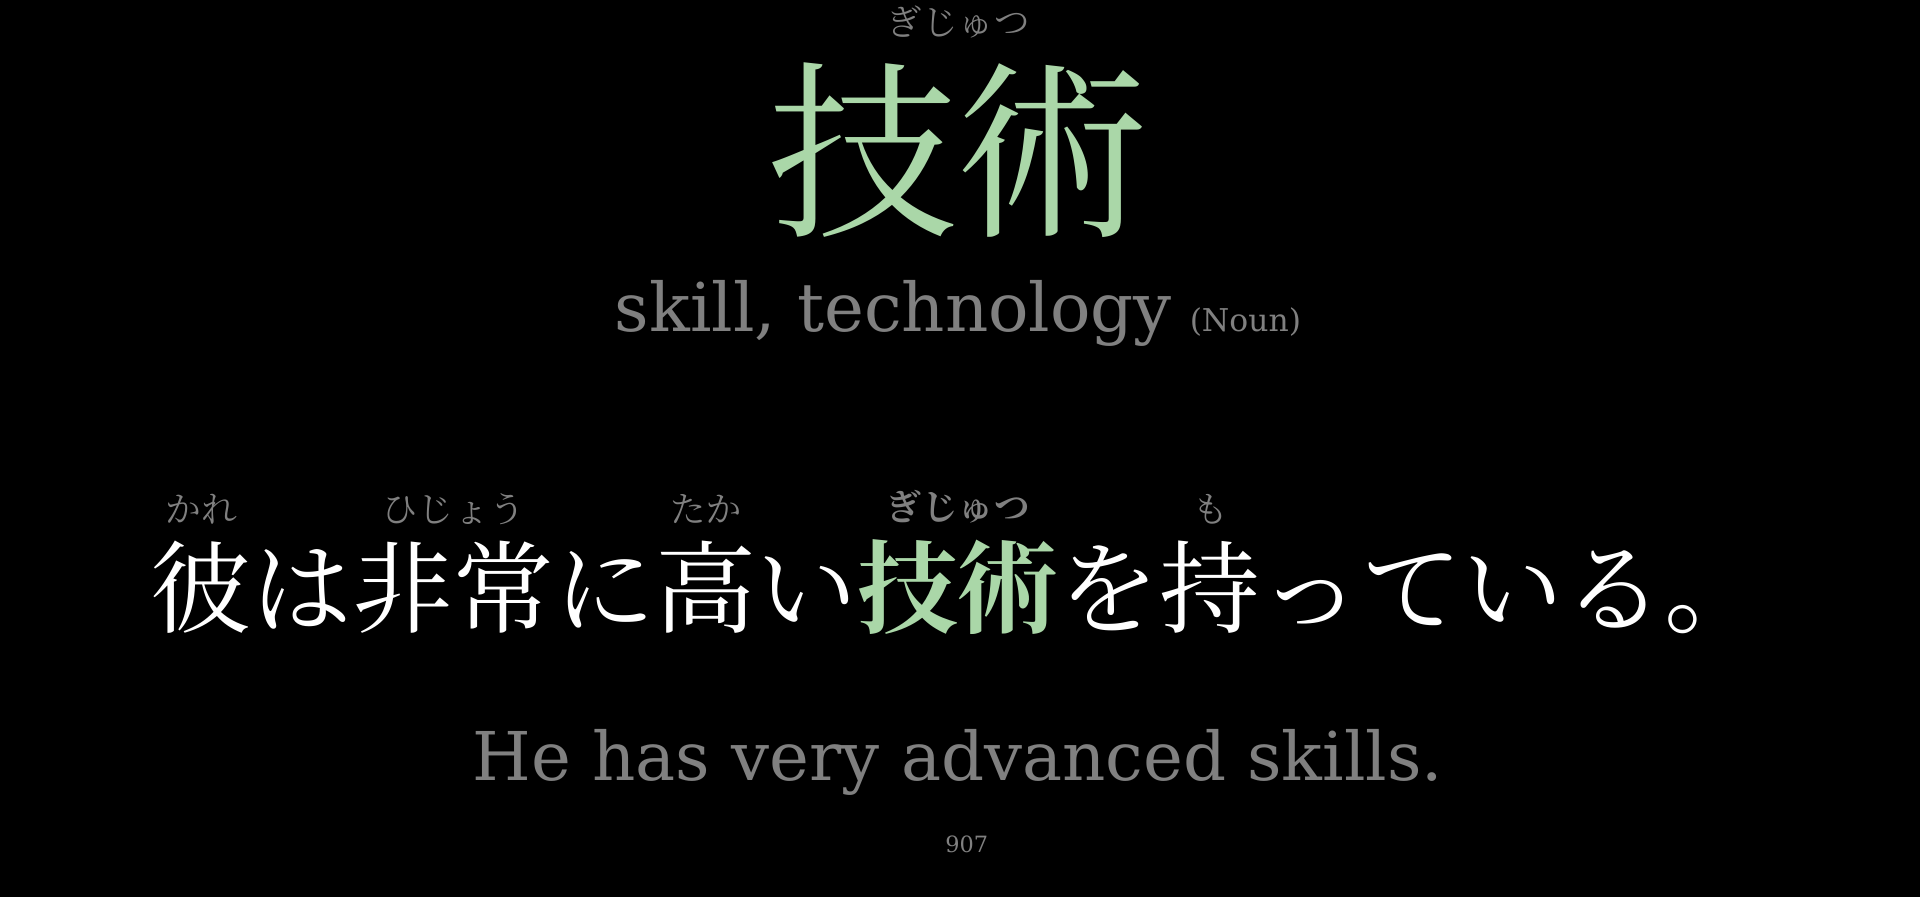 ぎじゅつ
技術
skill, technology (Noun)
かれ ひじょう たか ぎじゅつ も
彼は非常に高い技術を持っている。
He has very advanced skills.
907